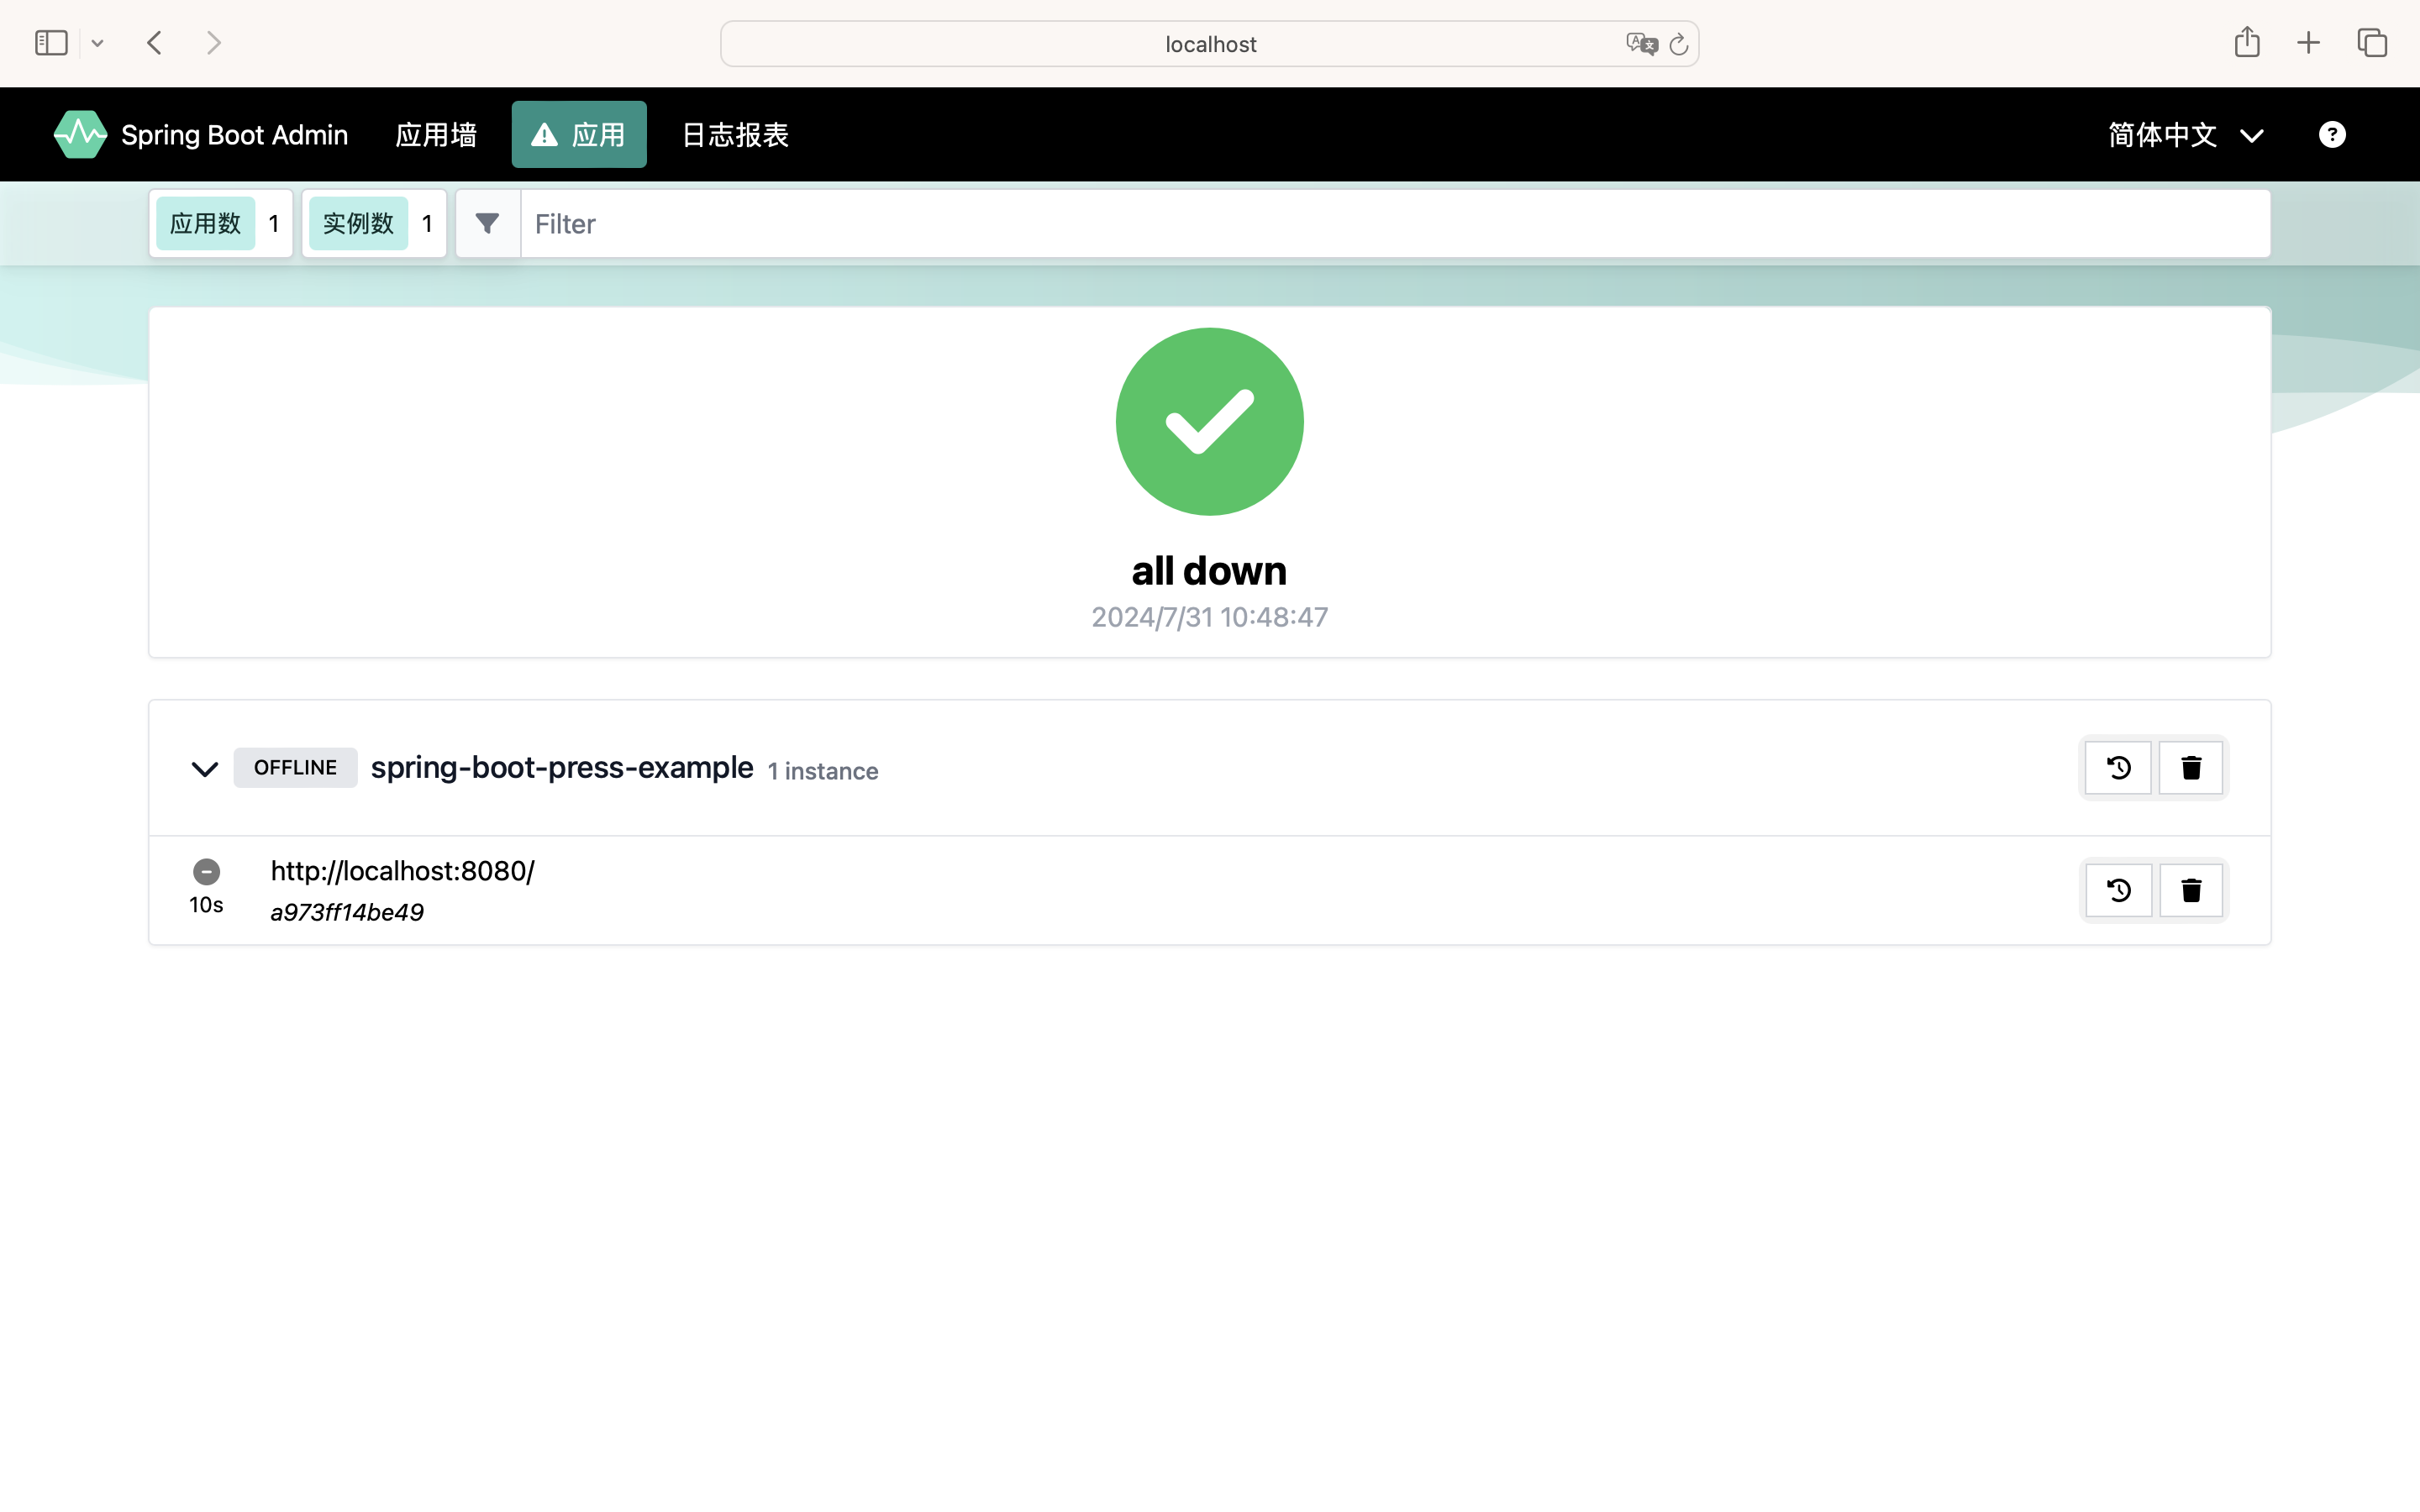 localhost
Spring Boot Admin 应用墙 应用 日志报表 简体中文
应用数 1 实例数 1 Filter
all down
2024/7/31 10:48:47
OFFLINE spring-boot-press-example 1 instance
http://localhost:8080/
10s
a973ff14be49